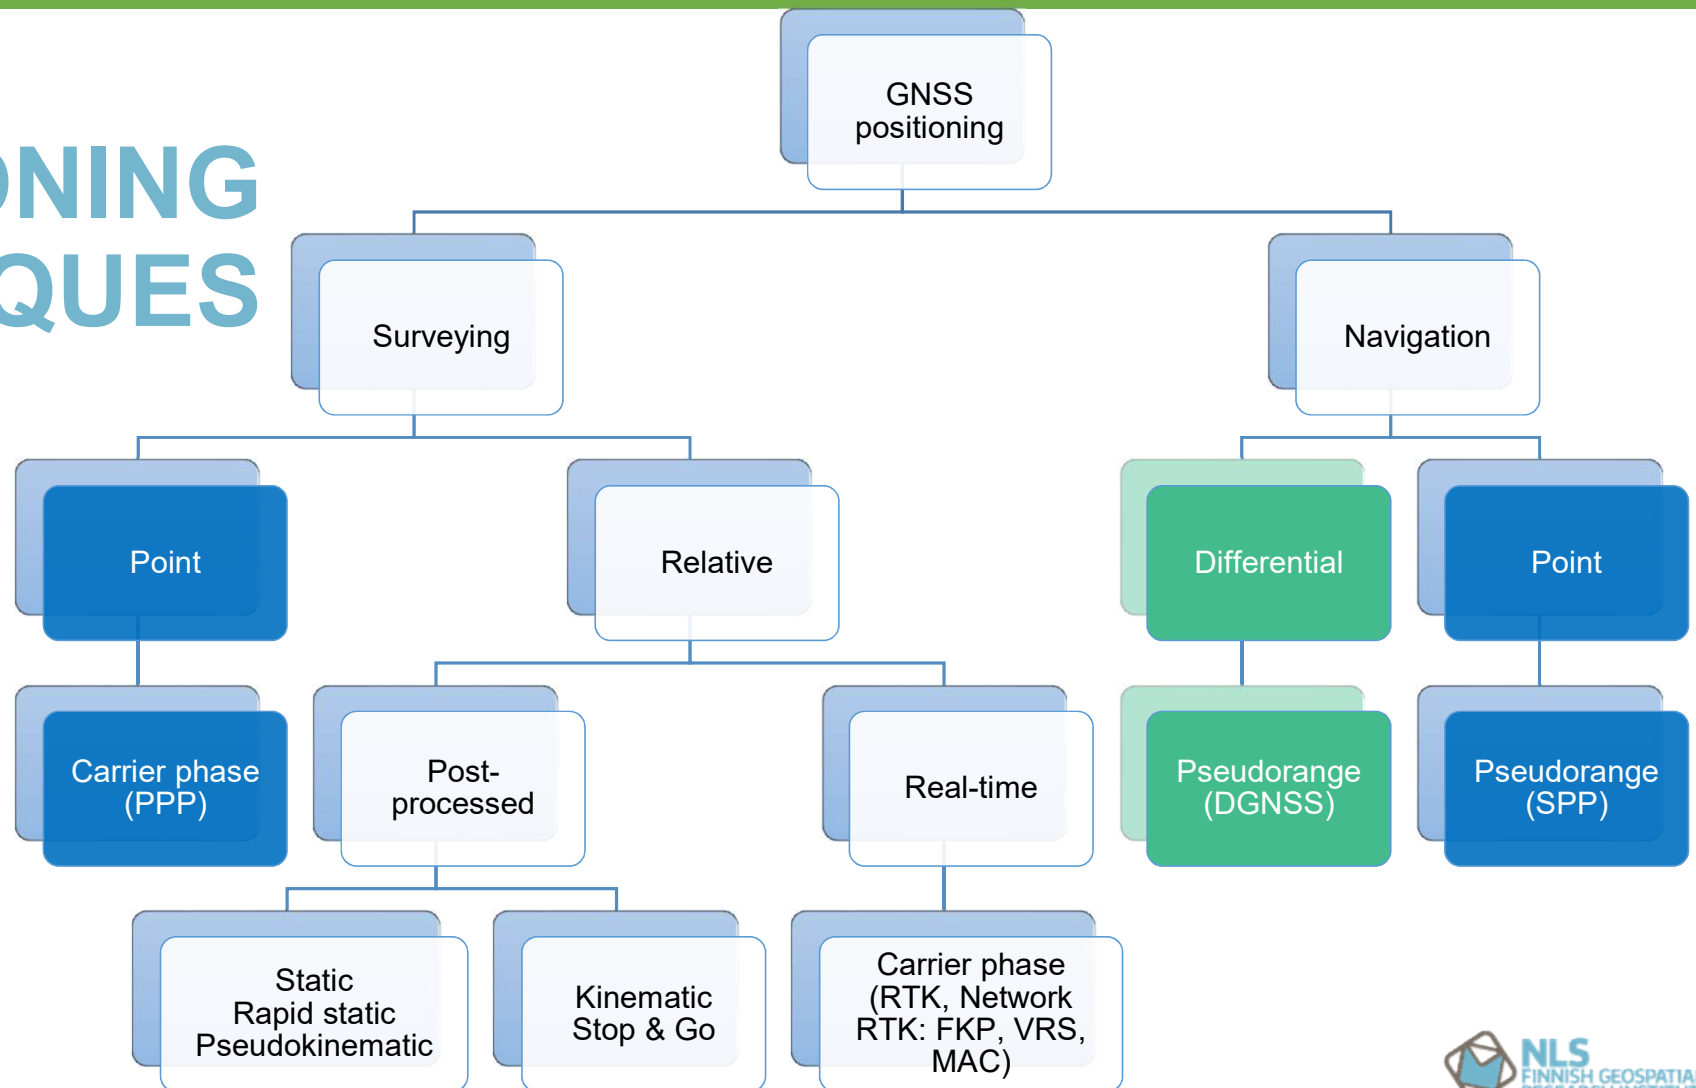 GNSS
positioning
ONING
QUES
Surveying
Navigation
Point
Relative
Differential
Point
Carrier phase
(PPP)
Post-
processed
Real-time
Pseudorange
(DGNSS)
Pseudorange
(SPP)
Static
Rapid static
Pseudokinematic
Kinematic
Stop & Go
Carrier phase
(RTK, Network
RTK: FKP, VRS,
MAC)
NLS
FINNISH GEOSPATIA